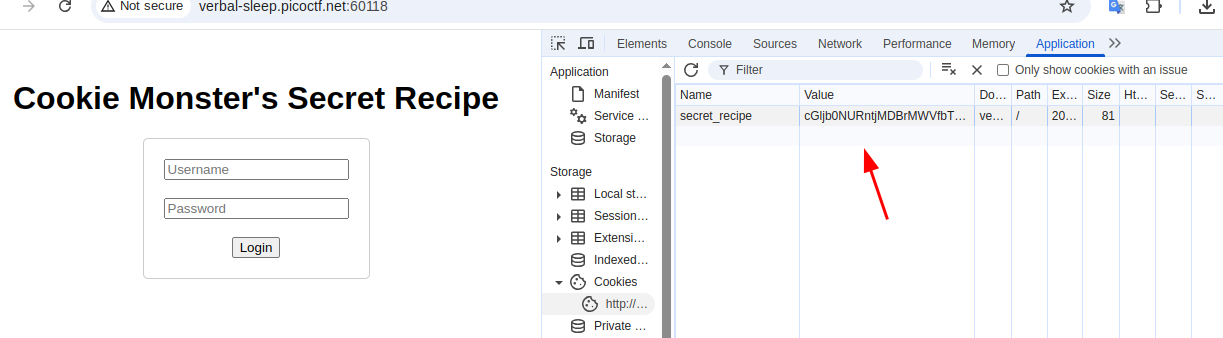 Not secure verbal-sleep.picoctf.net:60118
Elements Console Sources Network Performance Memory Application
Application
Filter
Only show cookies with an issue
Manifest
Service ...
Storage
Name Value Do... Path Ex... Size Ht... Se... S...
secret_recipe cGljb0NURntjMDBrMWVfbT... ve... / 20... 81
Cookie Monster's Secret Recipe
Username
Password
Login
Storage
Local st...
Session...
Extensi...
Indexed...
Cookies
http://...
Private ...